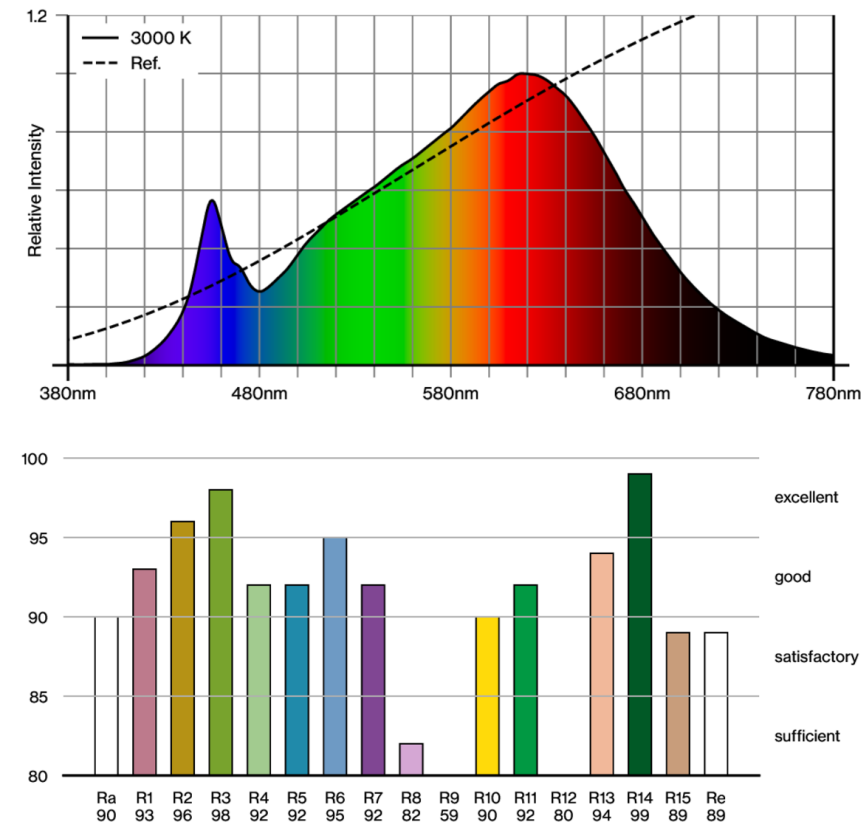 1.2
3000 K
Ref.
Relative Intensity
380nm 480nm 580nm 680nm 780nm
100
excellent
95
good
90
satisfactory
85
sufficient
80
Ra R1 R2 R3 R4 R5 R6 R7 R8 R9 R10 R11 R12 R13 R14 R15 Re
90 93 96 98 92 92 95 92 82 59 90 92 80 94 99 89 89